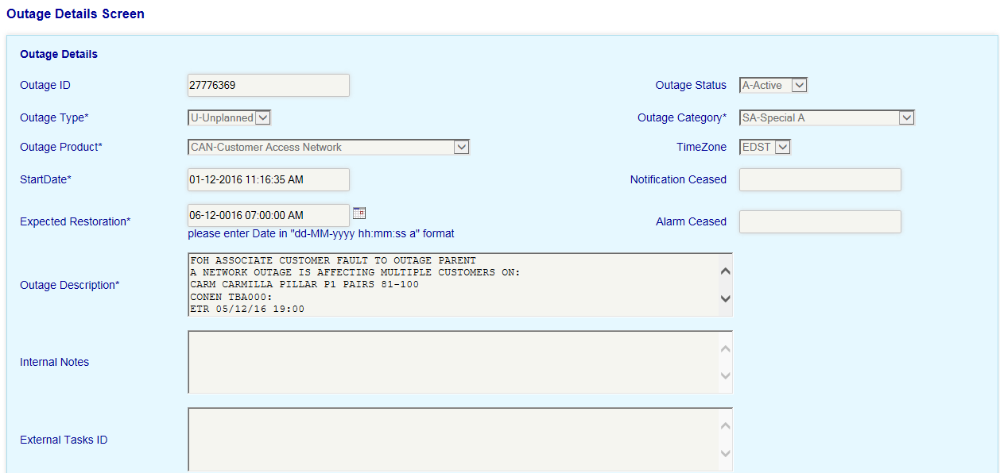 Outage Details Screen
Outage Details
Outage ID 27776369 Outage Status A-Active
Outage Type* U-Unplanned Outage Category* SA-Special A
Outage Product* CAN-Customer Access Network TimeZone EDST
StartDate* 01-12-2016 11:16:35 AM Notification Ceased
Expected Restoration* 06-12-0016 07:00:00 AM Alarm Ceased
please enter Date in "dd-MM-yyyy hh:mm:ss a" format
Outage Description*
FOH ASSOCIATE CUSTOMER FAULT TO OUTAGE PARENT
A NETWORK OUTAGE IS AFFECTING MULTIPLE CUSTOMERS ON:
CARM CARMILLA PILLAR P1 PAIRS 81-100
CONEN TBA000:
ETR 05/12/16 19:00
Internal Notes
External Tasks ID